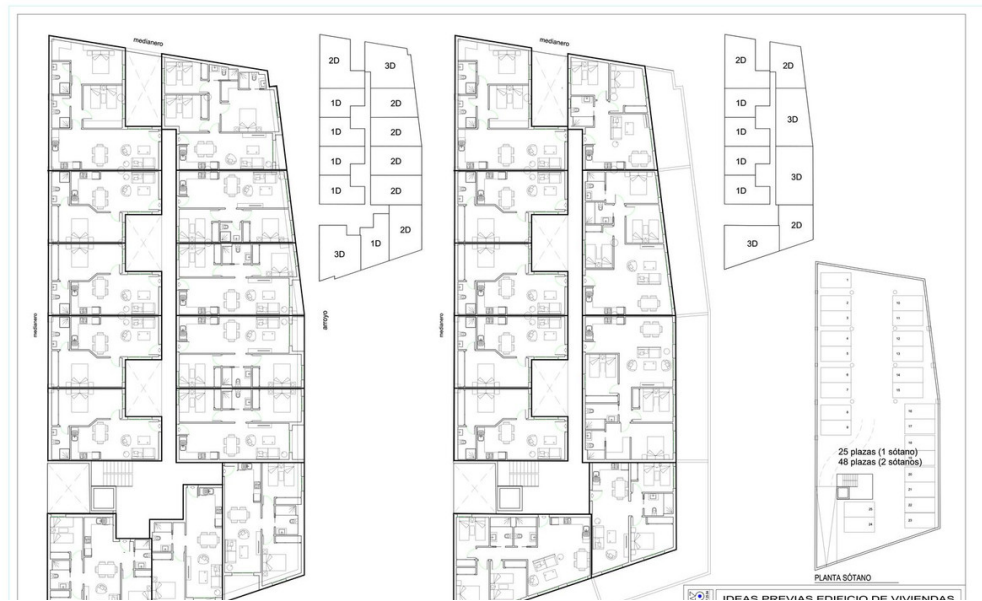 medianero
medianero
2D
3D
2D
2D
1D
2D
1D
3D
1D
2D
1D
1D
2D
1D
3D
1D
2D
1D
2D
2D
1D
3D
3D
medianero
arroyo
medianero
25 plazas (1 sótano)
48 plazas (2 sótanos)
PLANTA SÓTANO
IDEAS PREVIAS EDIFICIO DE VIVIENDAS